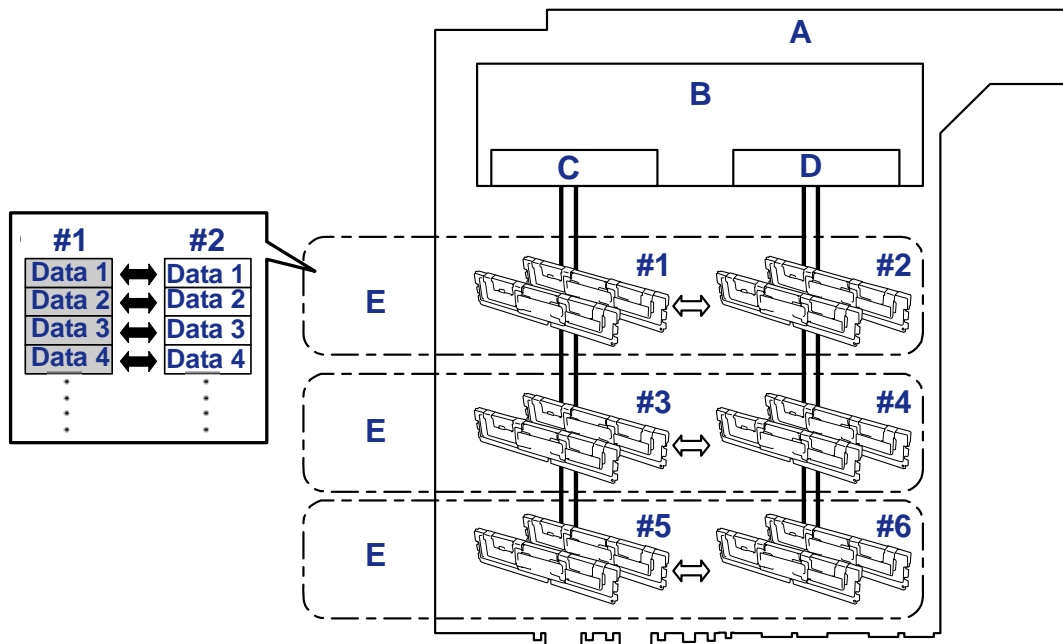 A
B
C
D
#1 #2
Data 1 Data 1
Data 2 Data 2
Data 3 Data 3
Data 4 Data 4
E
#1
#2
E
#3
#4
E
#5
#6